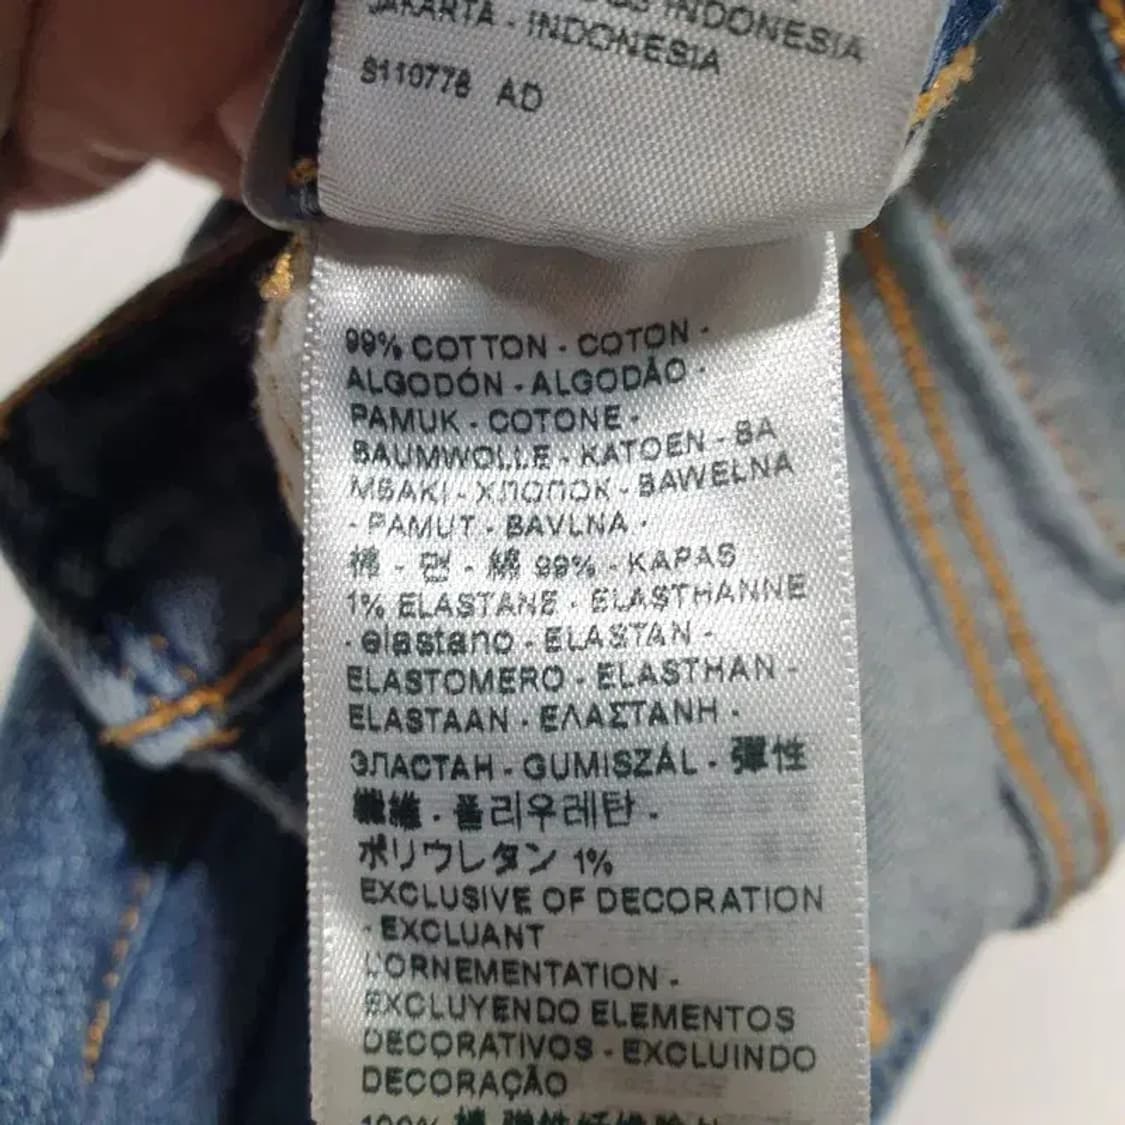 INDONESIA
JAKARTA - INDONESIA
S110778 AD
99% COTTON - COTON -
ALGODÓN - ALGODÃO -
PAMUK - COTONE -
BAUMWOLLE - KATOEN - BA
MBAKI - ХЛОПОК - BAWEŁNA
- PAMUT - BAVLNA -
棉 - 면 - 綿 99% - KAPAS
1% ELASTANE - ELASTHANNE
- elastano - ELASTAN -
ELASTOMERO - ELASTHAN -
ELASTAAN - ΕΛΑΣΤΑΝΗ -
ЭЛАСТАН - GUMISZÁL - 彈性
纖維 - 폴리우레탄 -
ポリウレタン 1%
EXCLUSIVE OF DECORATION
- EXCLUANT
L'ORNEMENTATION -
EXCLUYENDO ELEMENTOS
DECORATIVOS - EXCLUINDO
DECORAÇÃO
100% 棉